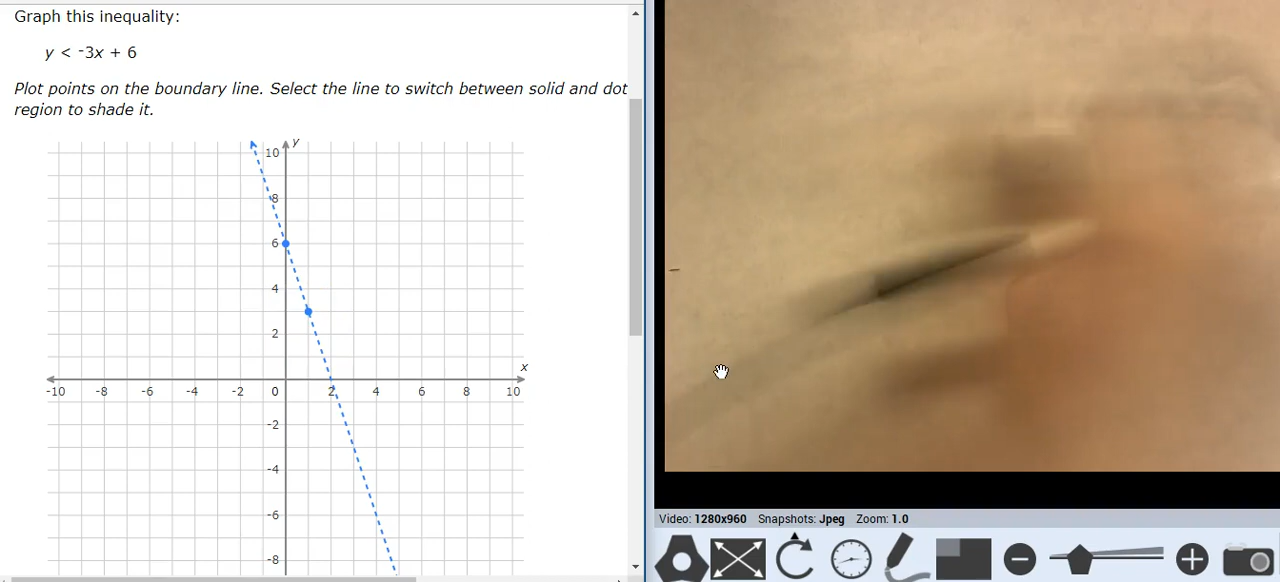 Graph this inequality:
y < -3x + 6
Plot points on the boundary line. Select the line to switch between solid and dot
region to shade it.
y
10
8
6
4
2
x
-10 -8 -6 -4 -2 0 2 4 6 8 10
-2
-4
-6
-8
Video: 1280x960 Snapshots: Jpeg Zoom: 1.0